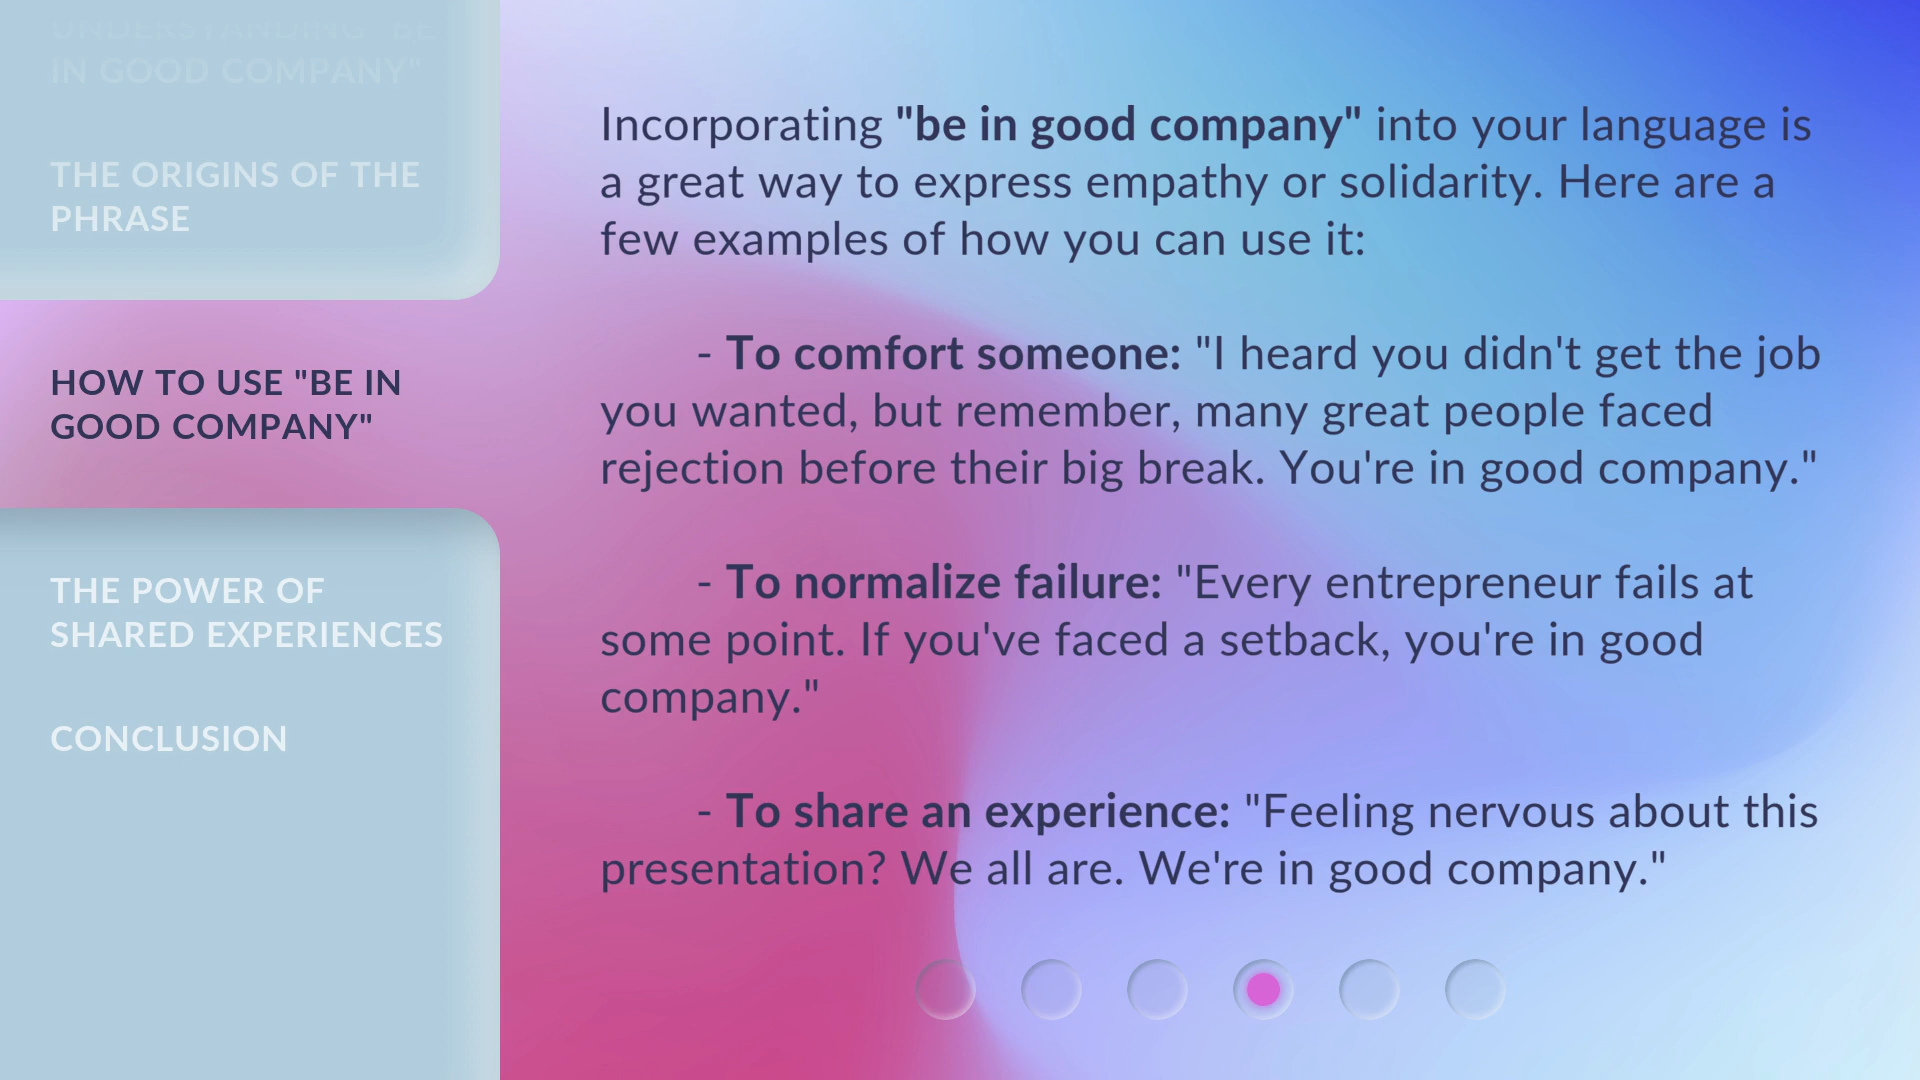 UNDERSTANDING "BE
IN GOOD COMPANY"
THE ORIGINS OF THE
PHRASE
HOW TO USE "BE IN
GOOD COMPANY"
THE POWER OF
SHARED EXPERIENCES
CONCLUSION
Incorporating "be in good company" into your language is
a great way to express empathy or solidarity. Here are a
few examples of how you can use it:
- To comfort someone: "I heard you didn't get the job
you wanted, but remember, many great people faced
rejection before their big break. You're in good company."
- To normalize failure: "Every entrepreneur fails at
some point. If you've faced a setback, you're in good
company."
- To share an experience: "Feeling nervous about this
presentation? We all are. We're in good company."